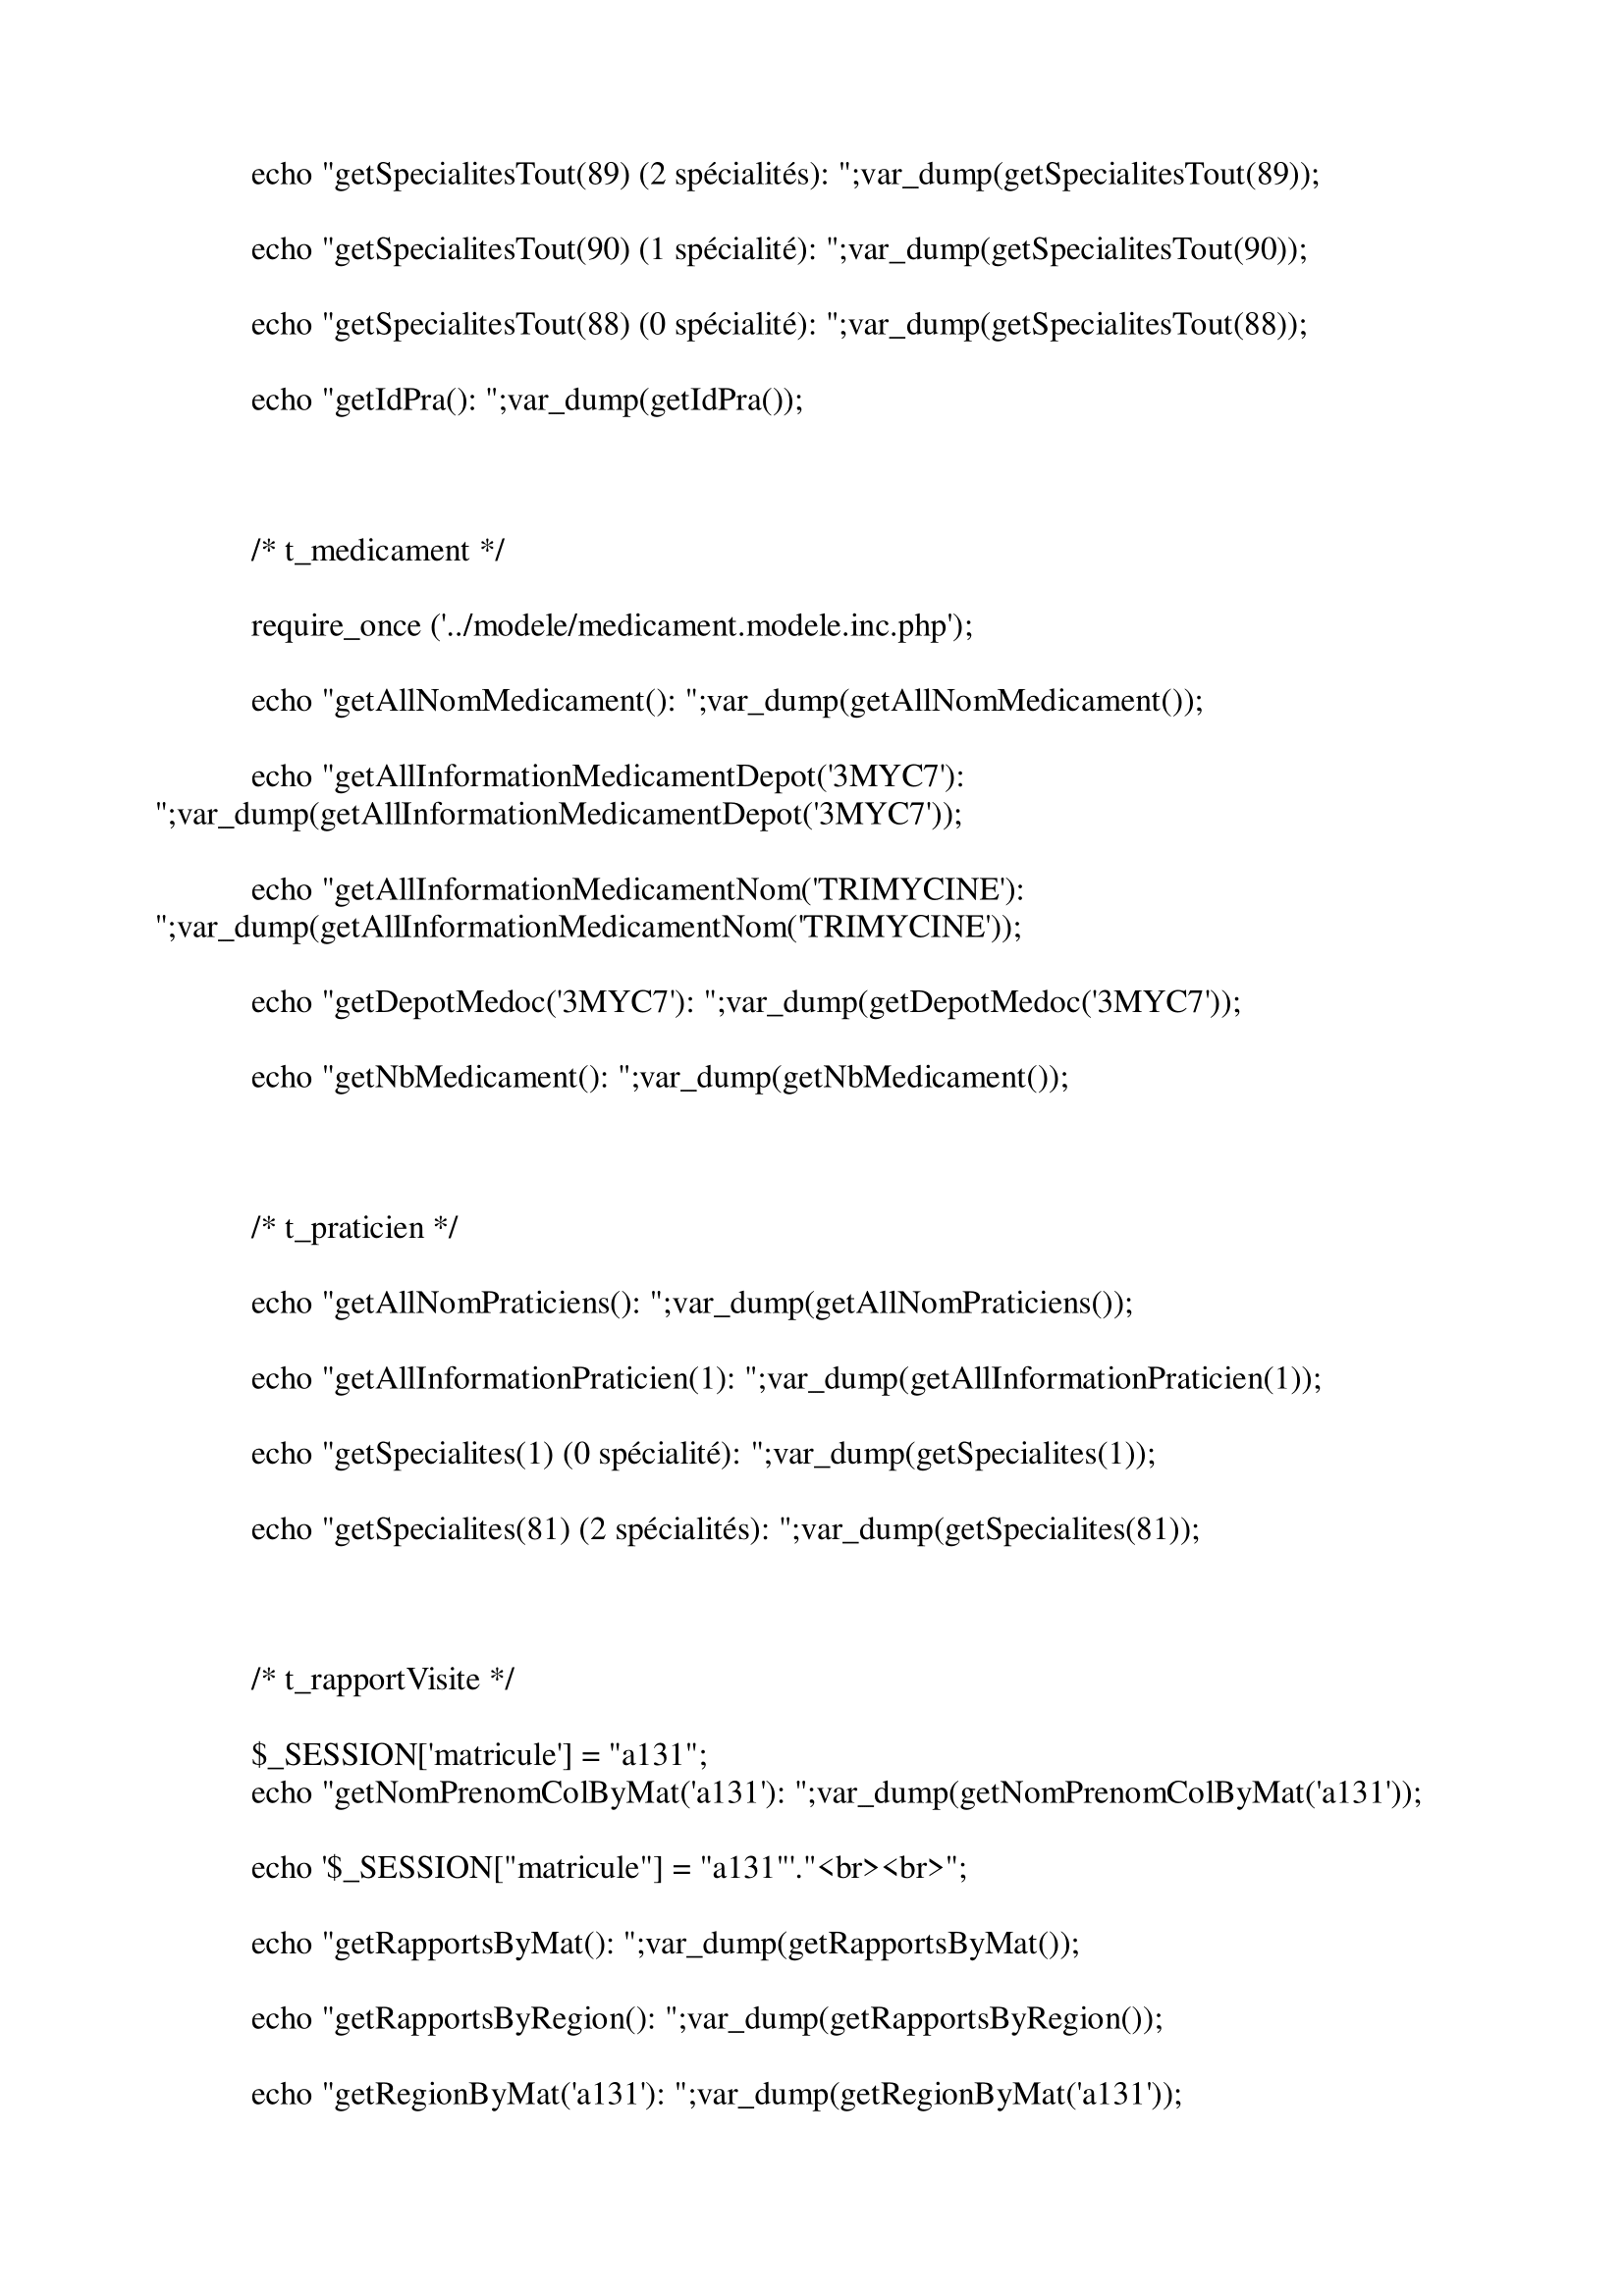 echo "getSpecialitesTout(89) (2 spécialités): ";var_dump(getSpecialitesTout(89));
echo "getSpecialitesTout(90) (1 spécialité): ";var_dump(getSpecialitesTout(90));
echo "getSpecialitesTout(88) (0 spécialité): ";var_dump(getSpecialitesTout(88));
echo "getIdPra(): ";var_dump(getIdPra());
/* t_medicament */
require_once ('../modele/medicament.modele.inc.php');
echo "getAllNomMedicament(): ";var_dump(getAllNomMedicament());
echo "getAllInformationMedicamentDepot('3MYC7'):
";var_dump(getAllInformationMedicamentDepot('3MYC7'));
echo "getAllInformationMedicamentNom('TRIMYCINE'):
";var_dump(getAllInformationMedicamentNom('TRIMYCINE'));
echo "getDepotMedoc('3MYC7'): ";var_dump(getDepotMedoc('3MYC7'));
echo "getNbMedicament(): ";var_dump(getNbMedicament());
/* t_praticien */
echo "getAllNomPraticiens(): ";var_dump(getAllNomPraticiens());
echo "getAllInformationPraticien(1): ";var_dump(getAllInformationPraticien(1));
echo "getSpecialites(1) (0 spécialité): ";var_dump(getSpecialites(1));
echo "getSpecialites(81) (2 spécialités): ";var_dump(getSpecialites(81));
/* t_rapportVisite */
$_SESSION['matricule'] = "a131";
echo "getNomPrenomColByMat('a131'): ";var_dump(getNomPrenomColByMat('a131'));
echo '$_SESSION["matricule"] = "a131"'."<br><br>";
echo "getRapportsByMat(): ";var_dump(getRapportsByMat());
echo "getRapportsByRegion(): ";var_dump(getRapportsByRegion());
echo "getRegionByMat('a131'): ";var_dump(getRegionByMat('a131'));